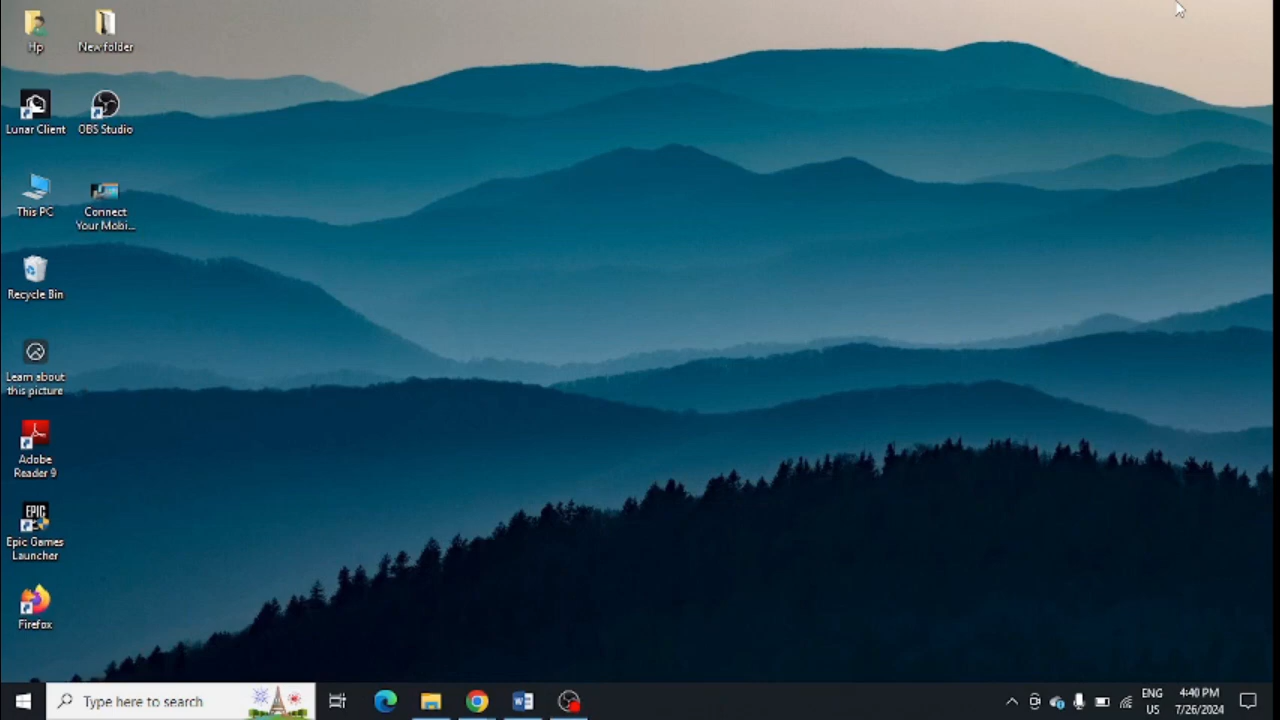 Hp
New folder
Lunar Client
OBS Studio
This PC
Connect
Your Mobi...
Recycle Bin
Learn about
this picture
Adobe
Reader 9
EPIC
Epic Games
Launcher
Firefox
Type here to search
ENG
US
4:40 PM
7/26/2024